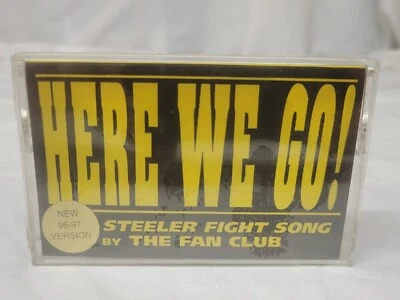 HERE WE GO!
NEW
96-97
VERSION
STEELER FIGHT SONG
BY THE FAN CLUB